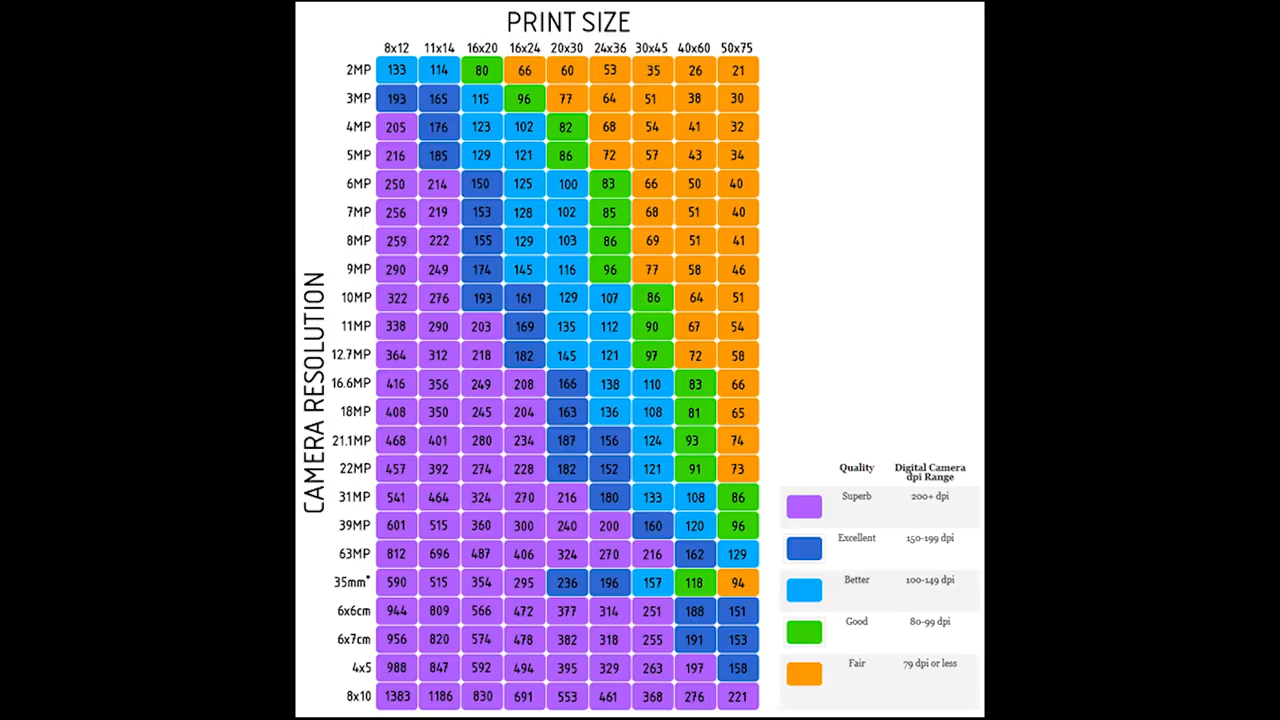 PRINT SIZE
8x12 11x14 16x20 16x24 20x30 24x36 30x45 40x60 50x75
CAMERA RESOLUTION
2MP 133 114 80 66 60 53 35 26 21
3MP 193 165 115 96 77 64 51 38 30
4MP 205 176 123 102 82 68 54 41 32
5MP 216 185 129 121 86 72 57 43 34
6MP 250 214 150 125 100 83 66 50 40
7MP 256 219 153 128 102 85 68 51 40
8MP 259 222 155 129 103 86 69 51 41
9MP 290 249 174 145 116 96 77 58 46
10MP 322 276 193 161 129 107 86 64 51
11MP 338 290 203 169 135 112 90 67 54
12.7MP 364 312 218 182 145 121 97 72 58
16.6MP 416 356 249 208 166 138 110 83 66
18MP 408 350 245 204 163 136 108 81 65
21.1MP 468 401 280 234 187 156 124 93 74
22MP 457 392 274 228 182 152 121 91 73
31MP 541 464 324 270 216 180 133 108 86
39MP 601 515 360 300 240 200 160 120 96
63MP 812 696 487 406 324 270 216 162 129
35mm* 590 515 354 295 236 196 157 118 94
6x6cm 944 809 566 472 377 314 251 188 151
6x7cm 956 820 574 478 382 318 255 191 153
4x5 988 847 592 494 395 329 263 197 158
8x10 1383 1186 830 691 553 461 368 276 221
Quality Digital Camera
dpi Range
Superb 200+ dpi
Excellent 150-199 dpi
Better 100-149 dpi
Good 80-99 dpi
Fair 79 dpi or less